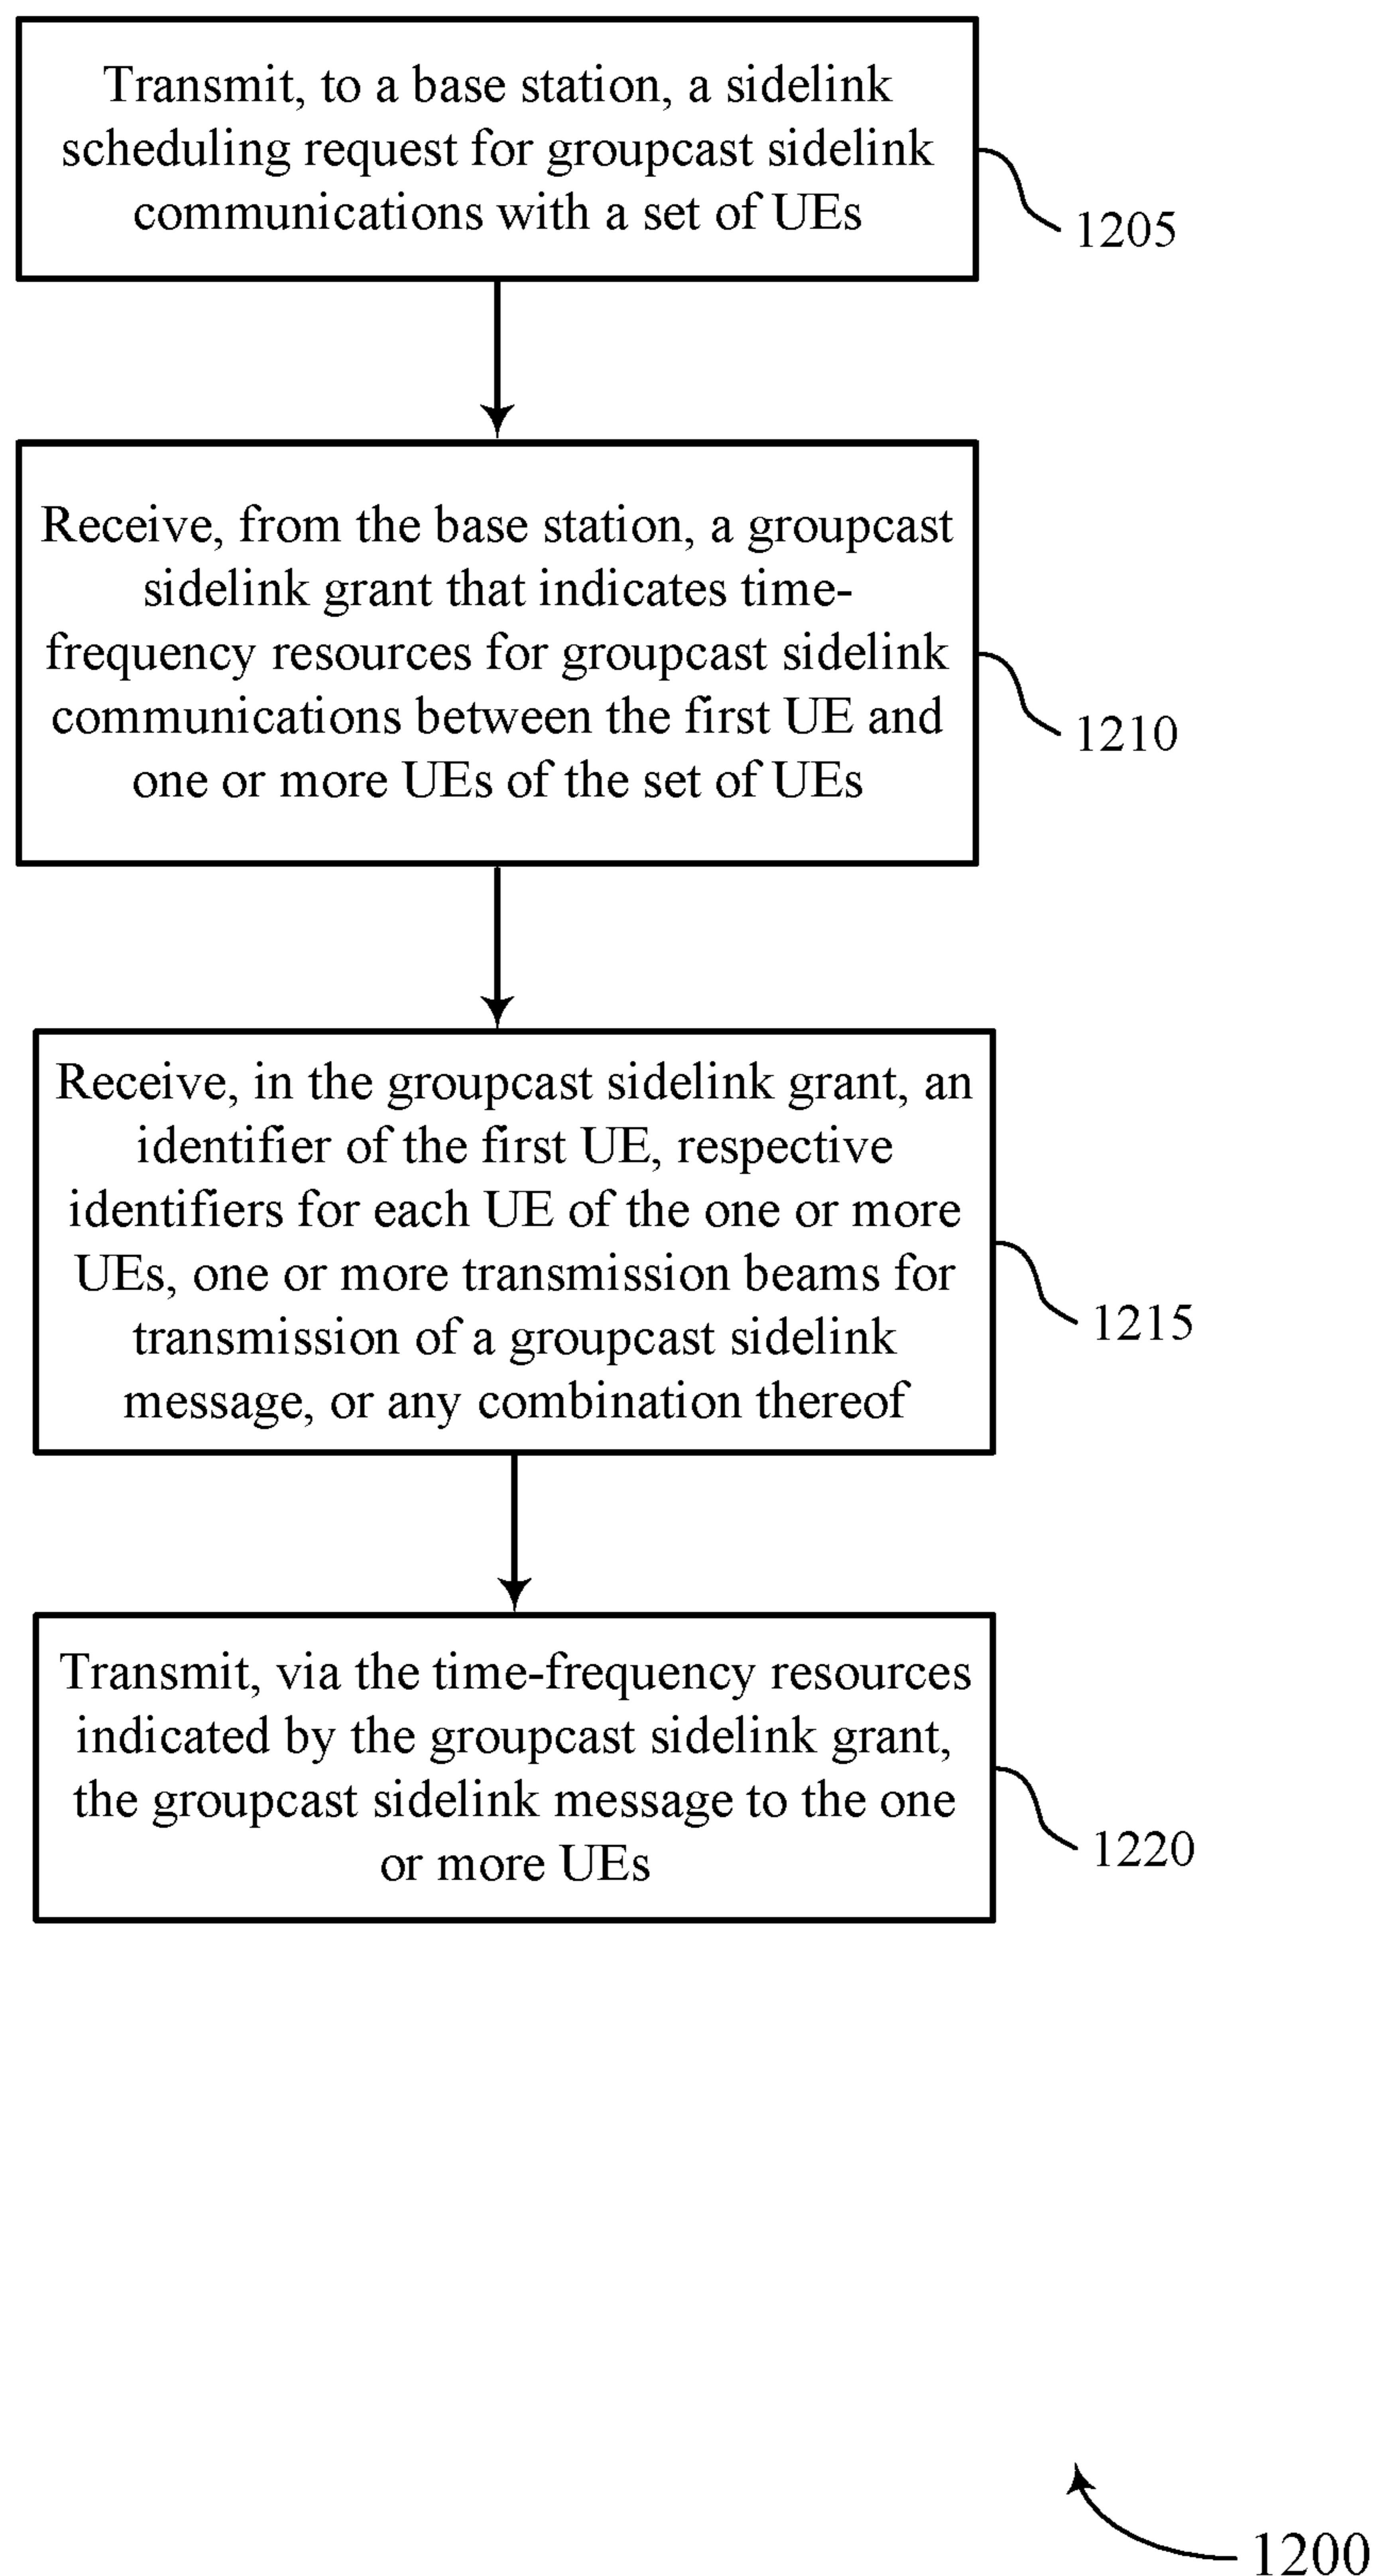 Transmit, to a base station, a sidelink
scheduling request for groupcast sidelink
communications with a set of UEs
1205
Receive, from the base station, a groupcast
sidelink grant that indicates time-
frequency resources for groupcast sidelink
communications between the first UE and
one or more UEs of the set of UEs
1210
Receive, in the groupcast sidelink grant, an
identifier of the first UE, respective
identifiers for each UE of the one or more
UEs, one or more transmission beams for
transmission of a groupcast sidelink
message, or any combination thereof
1215
Transmit, via the time-frequency resources
indicated by the groupcast sidelink grant,
the groupcast sidelink message to the one
or more UEs
1220
1200